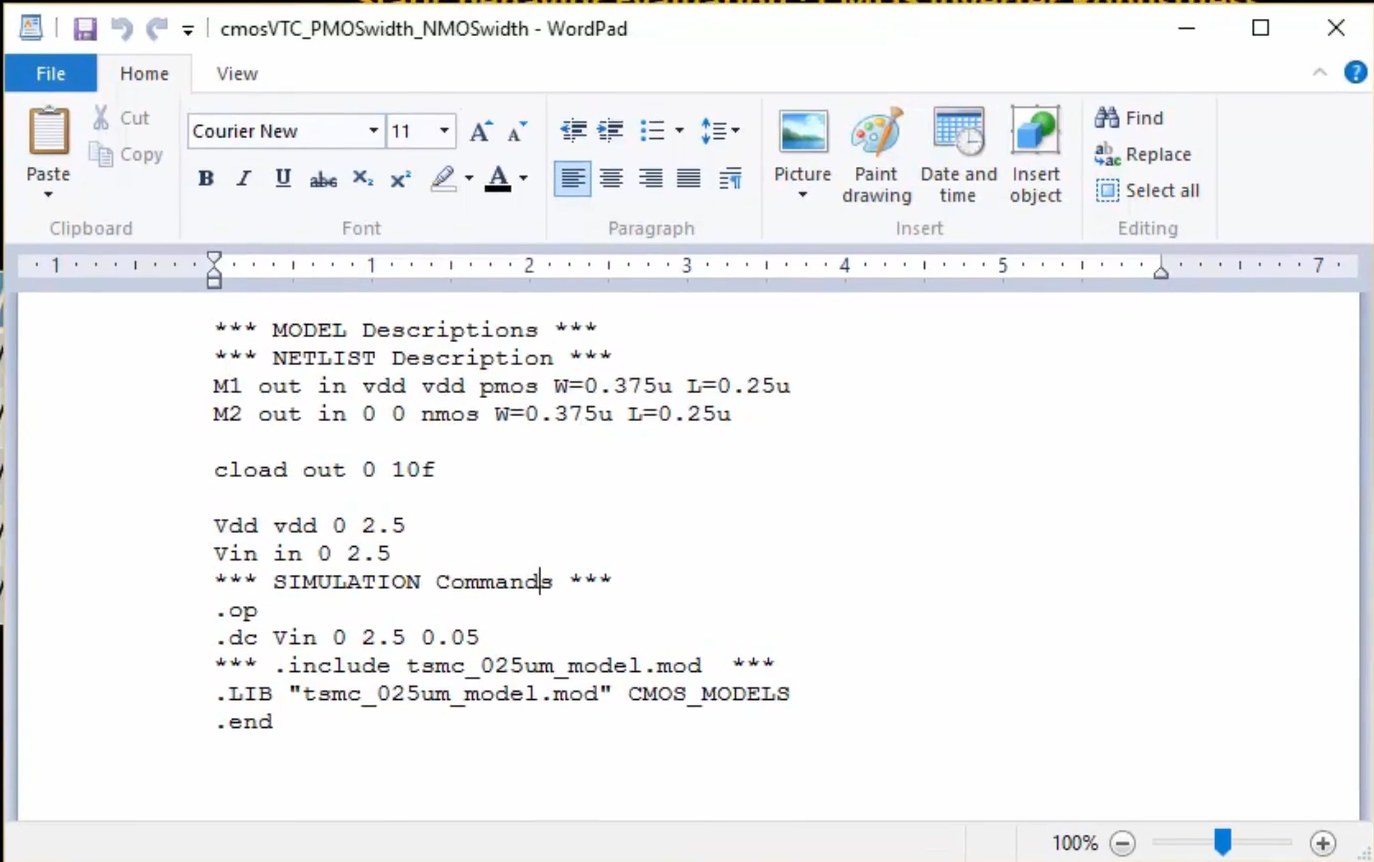 cmosVTC_PMOSwidth_NMOSwidth - WordPad
File Home View
Paste Cut Copy
Clipboard
Courier New 11
B I U abc X₂ X²
Font
Paragraph
Picture Paint drawing Date and time Insert object
Insert
Find
Replace
Select all
Editing
1 1 2 3 4 5 7
*** MODEL Descriptions ***
*** NETLIST Description ***
M1 out in vdd vdd pmos W=0.375u L=0.25u
M2 out in 0 0 nmos W=0.375u L=0.25u
cload out 0 10f
Vdd vdd 0 2.5
Vin in 0 2.5
*** SIMULATION Commands ***
.op
.dc Vin 0 2.5 0.05
*** .include tsmc_025um_model.mod ***
.LIB "tsmc_025um_model.mod" CMOS_MODELS
.end
100%